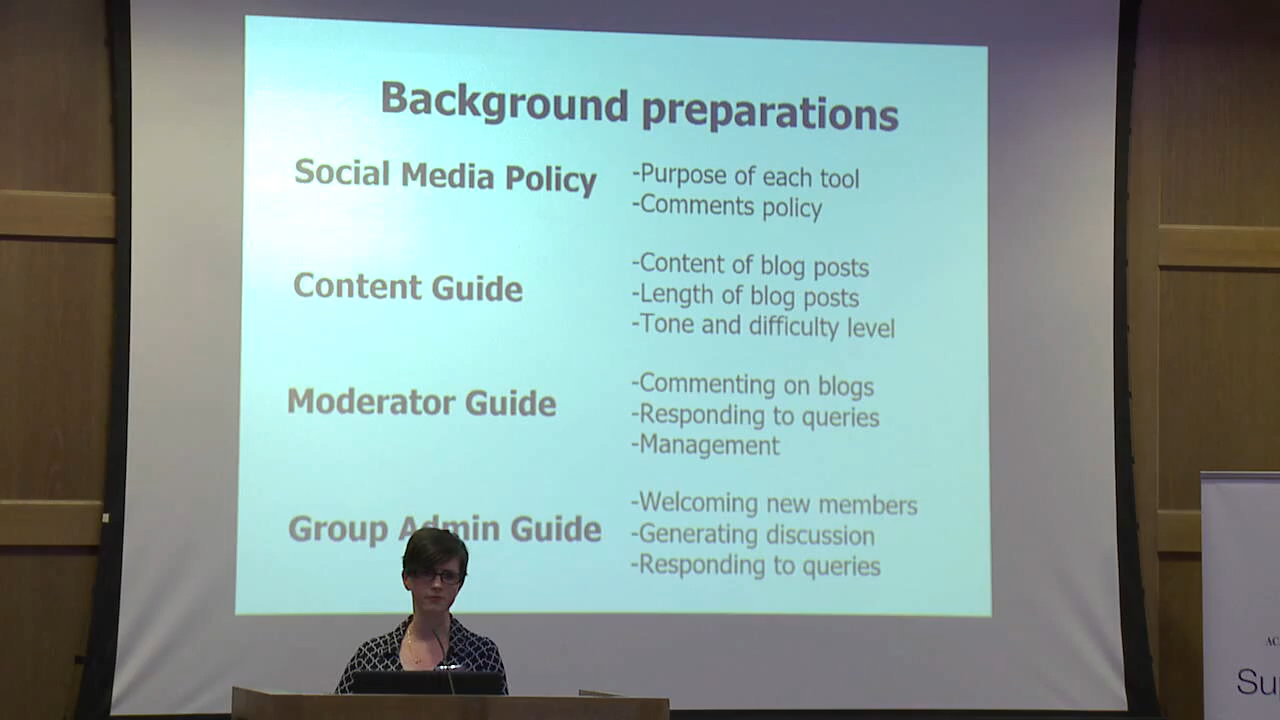 Background preparations
Social Media Policy
-Purpose of each tool
-Comments policy
Content Guide
-Content of blog posts
-Length of blog posts
-Tone and difficulty level
Moderator Guide
-Commenting on blogs
-Responding to queries
-Management
Group Admin Guide
-Welcoming new members
-Generating discussion
-Responding to queries